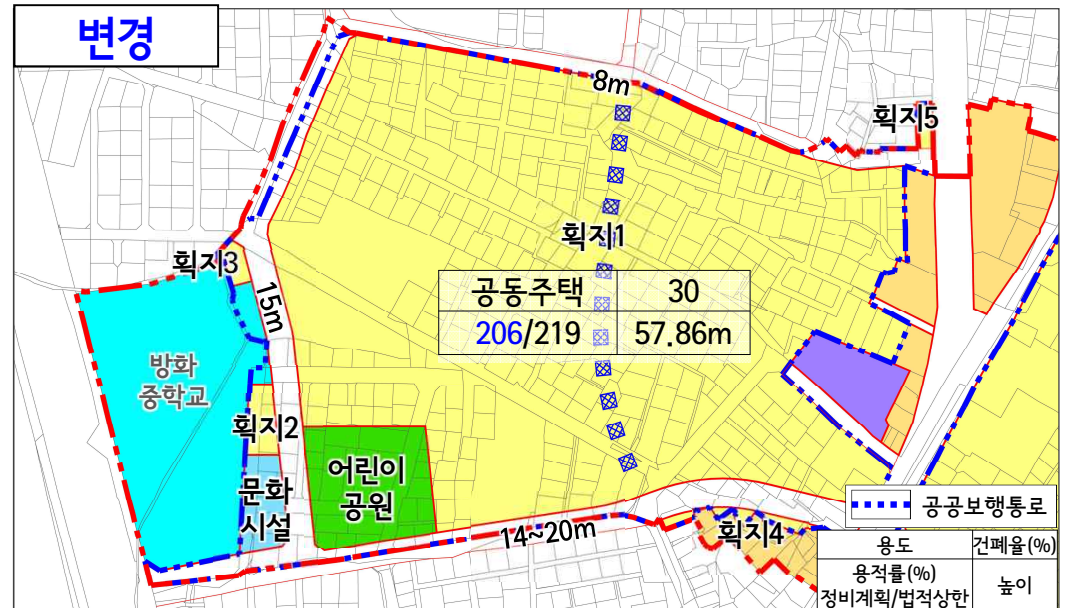 변경
8m
획지5
획지1
획지3
15m
공동주택 30
206/219 57.86m
방화
중학교
획지2
어린이
공원
문화
시설
공공보행통로
14~20m
획지4
용도 건폐율(%)
용적률(%)
정비계획/법적상한
높이